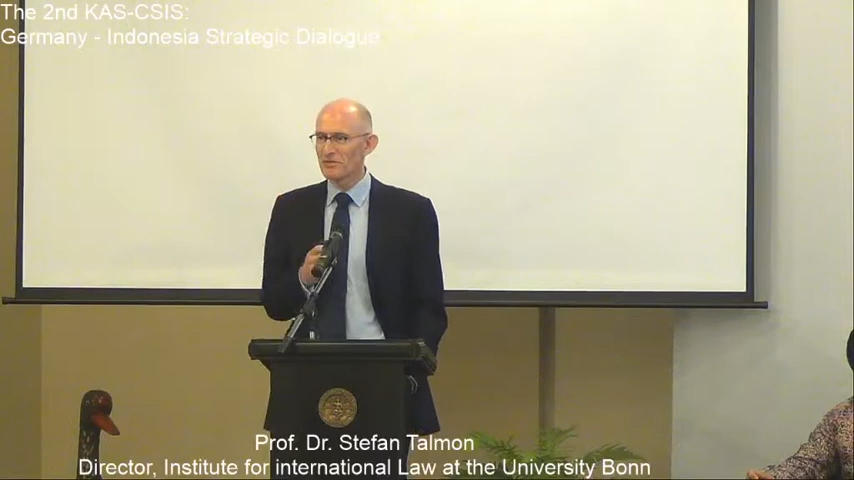 The 2nd KAS-CSIS:
Germany - Indonesia Strategic Dialogue
Prof. Dr. Stefan Talmon
Director, Institute for international Law at the University Bonn